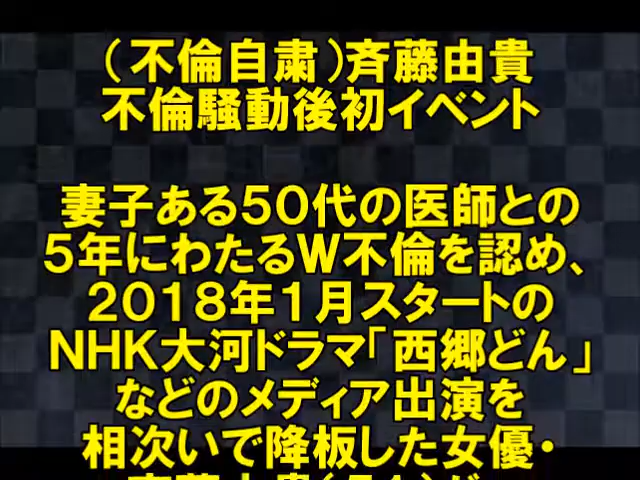 （不倫自粛）斉藤由貴
不倫騒動後初イベント
妻子ある５０代の医師との
５年にわたるＷ不倫を認め、
２０１８年１月スタートの
ＮＨＫ大河ドラマ「西郷どん」
などのメディア出演を
相次いで降板した女優・